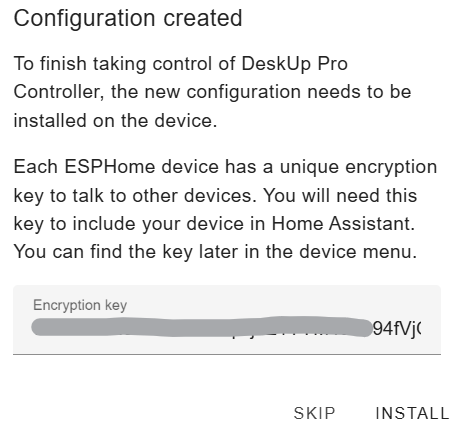 Configuration created
To finish taking control of DeskUp Pro
Controller, the new configuration needs to be
installed on the device.
Each ESPHome device has a unique encryption
key to talk to other devices. You will need this
key to include your device in Home Assistant.
You can find the key later in the device menu.
Encryption key
SKIP INSTALL